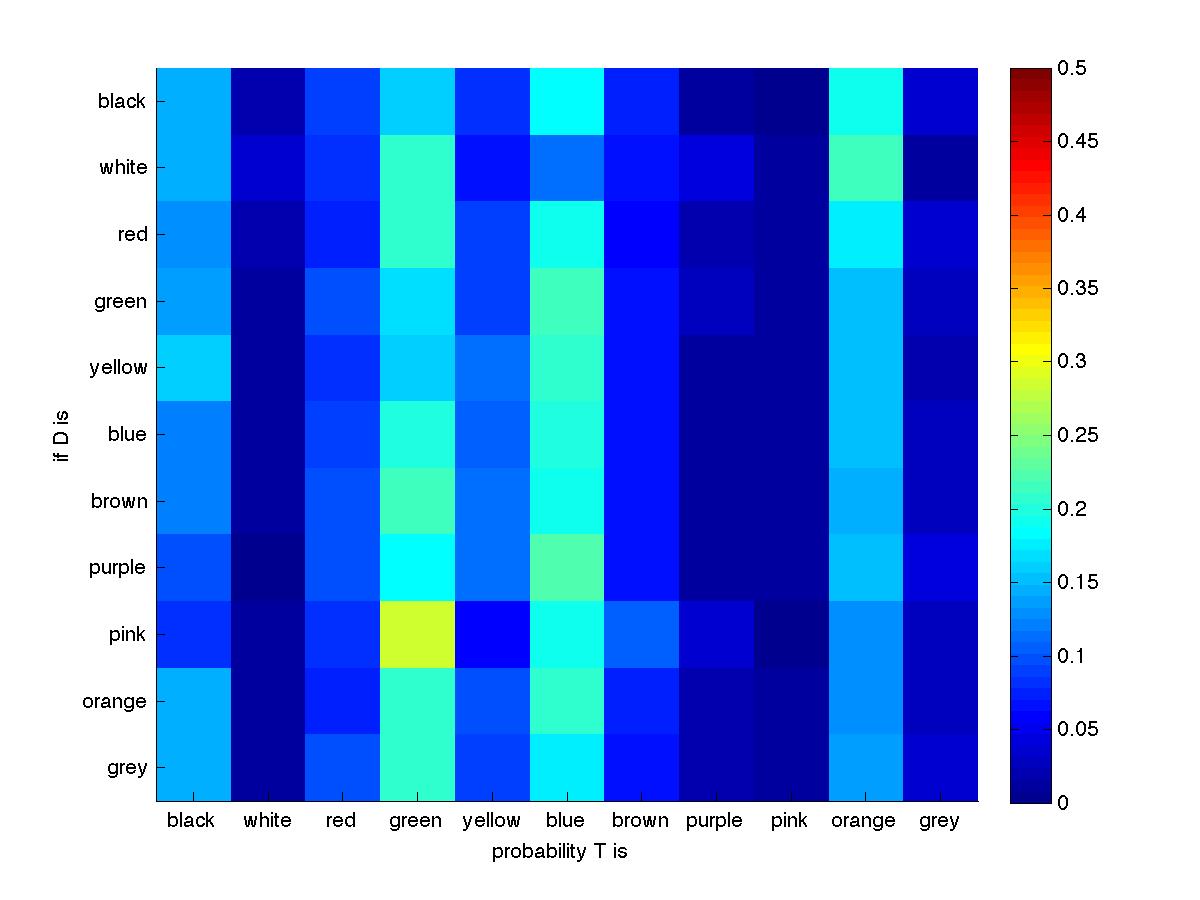 black
white
red
green
yellow
blue
brown
purple
pink
orange
grey
if D is
black white red green yellow blue brown purple pink orange grey
probability T is
0.5
0.45
0.4
0.35
0.3
0.25
0.2
0.15
0.1
0.05
0